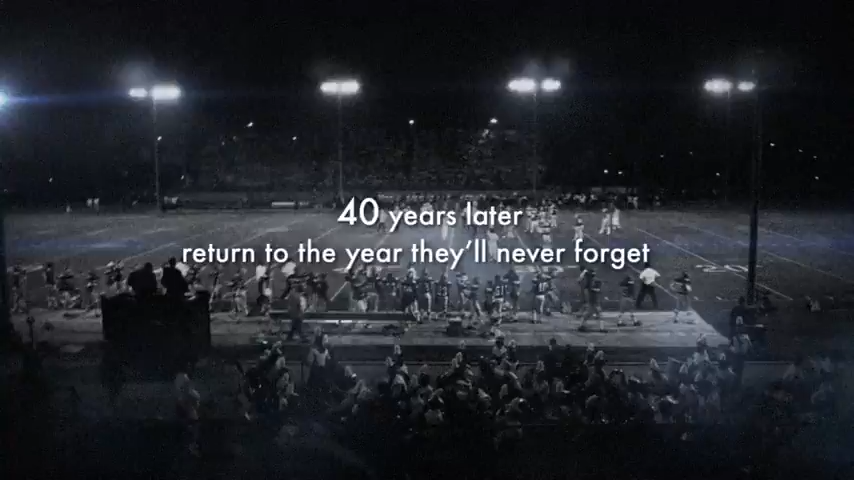 40 years later
return to the year they'll never forget